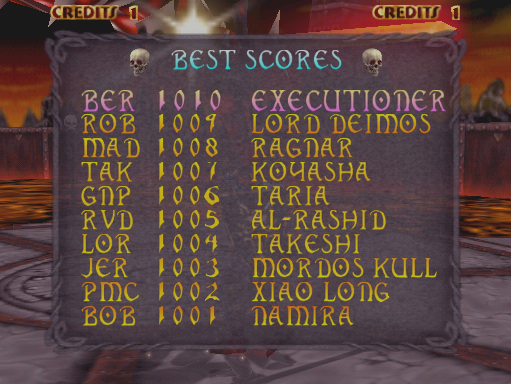 CREDITS 1 CREDITS 1
BEST SCORES
BER 1010 EXECUTIONER
ROB 1009 LORD DEIMOS
MAD 1008 RAGNAR
TAK 1007 KOYASHA
GNP 1006 TARIA
RVD 1005 AL-RASHID
LOR 1004 TAKESHI
JER 1003 MORDOS KULL
PMC 1002 XIAO LONG
BOB 1001 NAMIRA